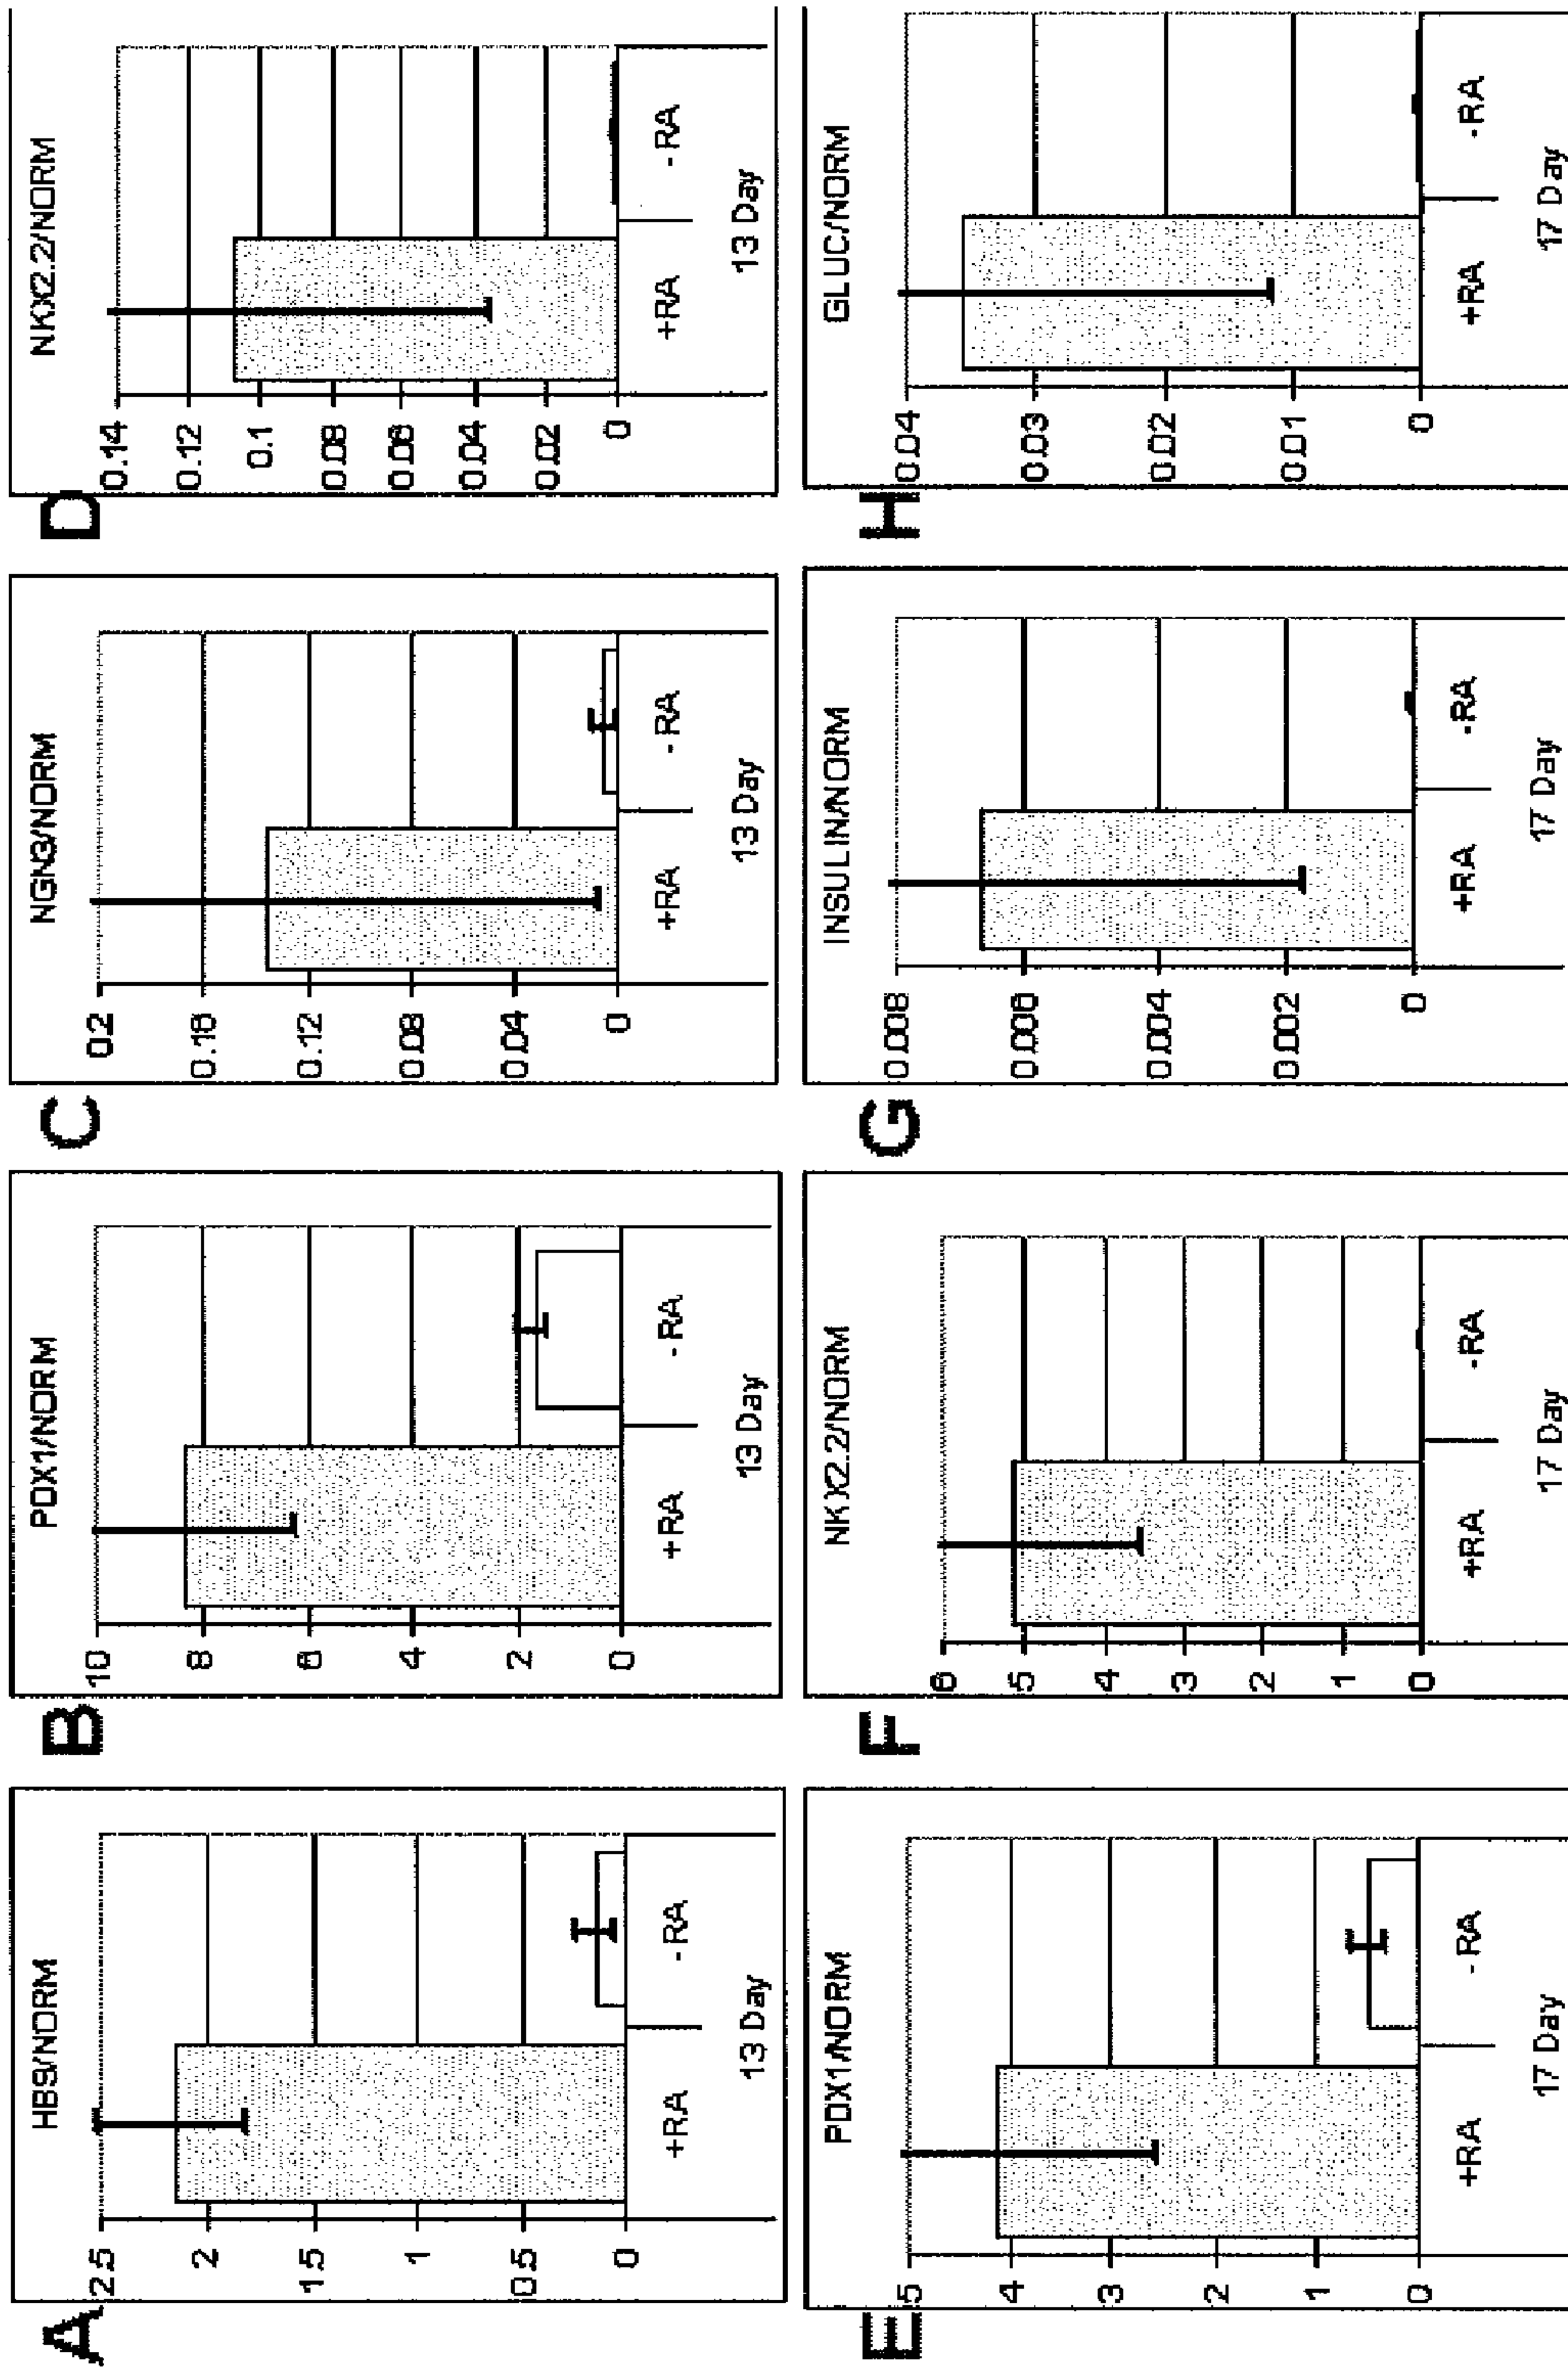 A
HB9/NORM
2.5
2
1.5
1
0.5
0
+RA
-RA
13 Day
B
PDX1/NORM
10
8
6
4
2
0
+RA
-RA
13 Day
C
NGN3/NORM
0.2
0.16
0.12
0.08
0.04
0
+RA
-RA
13 Day
D
NKX2.2/NORM
0.14
0.12
0.1
0.08
0.06
0.04
0.02
0
+RA
-RA
13 Day
E
PDX1/NORM
5
4
3
2
1
0
+RA
-RA
17 Day
F
NKX2.2/NORM
6
5
4
3
2
1
0
+RA
-RA
17 Day
G
INSULIN/NORM
0.008
0.006
0.004
0.002
0
+RA
-RA
17 Day
H
GLUC/NORM
0.04
0.03
0.02
0.01
0
+RA
-RA
17 Day